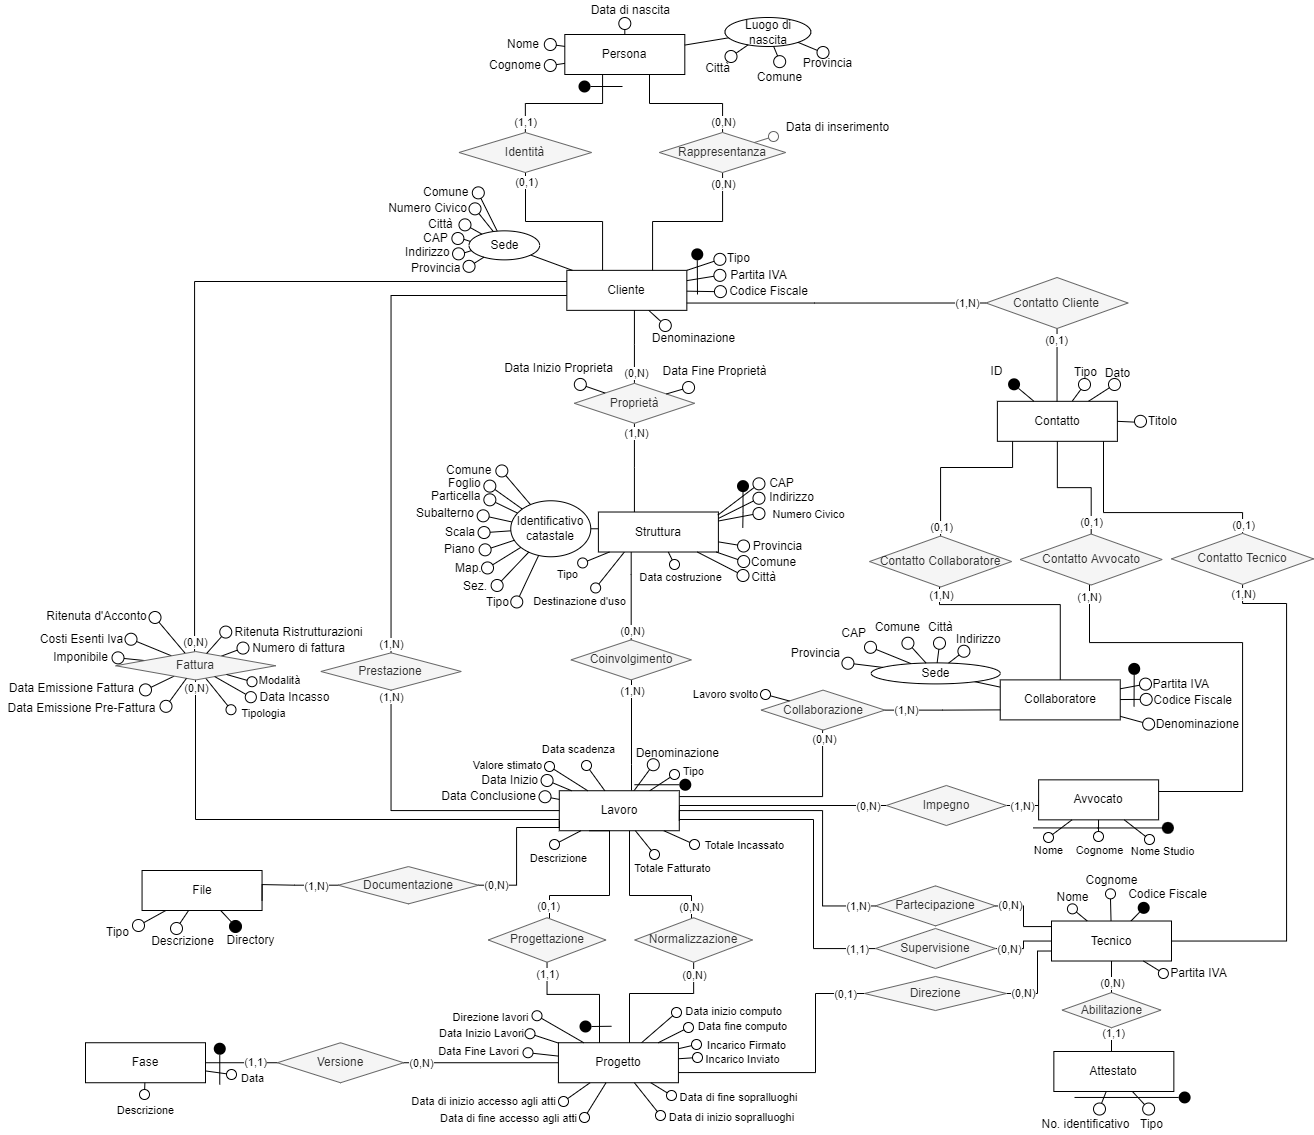 Data di nascita
Luogo di
nascita
Nome
Persona
Cognome
Città
Comune
Provincia
(1,1)
(0,N)
Data di inserimento
Identità
Rappresentanza
(0,1)
(0,N)
Comune
Numero Civico
Città
CAP
Sede
Indirizzo
Provincia
Tipo
Partita IVA
Codice Fiscale
Cliente
Denominazione
(1,N)
Contatto Cliente
(0,1)
Data Inizio Proprieta
(0,N)
Data Fine Proprietà
Proprietà
(1,N)
ID
Tipo
Dato
Contatto
Titolo
Comune
Foglio
Particella
Subalterno
Scala
Piano
Map.
Sez.
Tipo
Identificativo
catastale
Struttura
CAP
Indirizzo
Numero Civico
Provincia
Comune
Città
Tipo
Destinazione d'uso
Data costruzione
(0,1)
(0,1)
(0,1)
Contatto Collaboratore
Contatto Avvocato
Contatto Tecnico
(1,N)
(1,N)
(1,N)
Ritenuta d'Acconto
Costi Esenti Iva
Imponibile
Data Emissione Fattura
Data Emissione Pre-Fattura
(0,N)
Fattura
(0,N)
Ritenuta Ristrutturazioni
Numero di fattura
Modalità
Data Incasso
Tipologia
(1,N)
Prestazione
(1,N)
(0,N)
Coinvolgimento
(1,N)
CAP
Comune
Città
Indirizzo
Provincia
Sede
Collaboratore
Partita IVA
Codice Fiscale
Denominazione
Lavoro svolto
Collaborazione
(1,N)
(0,N)
Data scadenza
Denominazione
Valore stimato
Tipo
Data Inizio
Data Conclusione
Lavoro
Descrizione
Totale Fatturato
Totale Incassato
(0,N)
Impegno
(1,N)
Avvocato
Nome
Cognome
Nome Studio
File
(1,N)
Documentazione
(0,N)
Tipo
Descrizione
Directory
(0,1)
Progettazione
(1,1)
(0,N)
Normalizzazione
(0,N)
(1,N)
Partecipazione
(0,N)
(1,1)
Supervisione
(0,N)
(0,1)
Direzione
(0,N)
Nome
Cognome
Codice Fiscale
Tecnico
Partita IVA
(0,N)
Abilitazione
(1,1)
Attestato
No. identificativo
Tipo
Direzione lavori
Data Inizio Lavori
Data Fine Lavori
Data inizio computo
Data fine computo
Incarico Firmato
Incarico Inviato
Progetto
Fase
(1,1)
Versione
(0,N)
Data
Descrizione
Data di inizio accesso agli atti
Data di fine accesso agli atti
Data di fine sopralluoghi
Data di inizio sopralluoghi